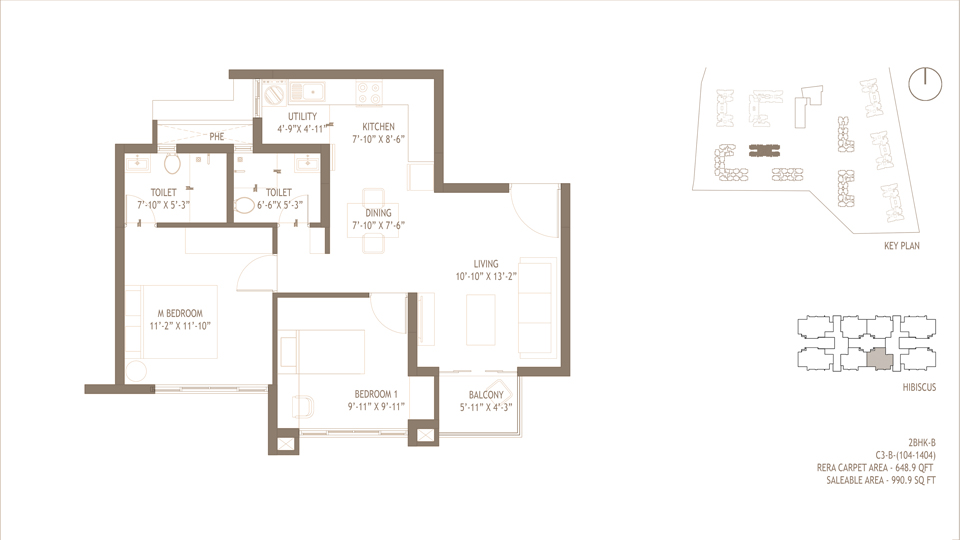 UTILITY
4'-9"X 4'-11"
KITCHEN
7'-10" X 8'-6"
PHE
TOILET
7'-10" X 5'-3"
TOILET
6'-6"X 5'-3"
DINING
7'-10" X 7'-6"
LIVING
10'-10" X 13'-2"
M BEDROOM
11'-2" X 11'-10"
BEDROOM 1
9'-11" X 9'-11"
BALCONY
5'-11" X 4'-3"
KEY PLAN
HIBISCUS
2BHK-B
C3-B-(104-1404)
RERA CARPET AREA - 648.9 QFT
SALEABLE AREA - 990.9 SQ FT